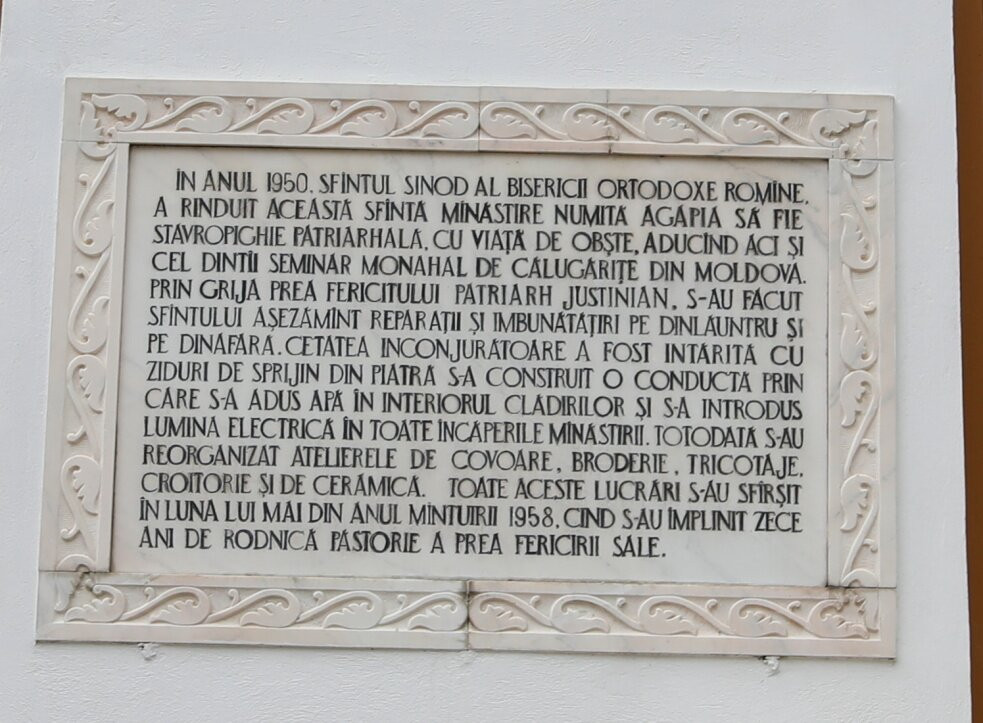 ÎN ANUL 1950. SFÎNTUL SINOD AL BISERICII ORTODOXE ROMÎNE.
A RÎNDUIT ACEASTĂ SFÎNTĂ MÎNĂSTIRE NUMITĂ AGAPIA SĂ FIE
STAVROPIGHIE PATRIARHALĂ, CU VIAȚĂ DE OBȘTE, ADUCÎND ACI ȘI
CEL DINTÎI SEMINAR MONAHAL DE CĂLUGĂRIȚE DIN MOLDOVA.
PRIN GRIJA PREA FERICITULUI PATRIARH JUSTINIAN, S-AU FĂCUT
SFÎNTULUI AȘEZĂMÎNT REPARAȚII ȘI IMBUNĂTĂȚIRI PE DINLĂUNTRU ȘI
PE DINAFARĂ. CETATEA INCONJURĂTOARE A FOST INTĂRITĂ CU
ZIDURI DE SPRIJIN DIN PIATRĂ S-A CONSTRUIT O CONDUCTĂ PRIN
CARE S-A ADUS APĂ ÎN INTERIORUL CLĂDIRILOR ȘI S-A INTRODUS
LUMINA ELECTRICĂ ÎN TOATE ÎNCĂPERILE MÎNĂSTIRII. TOTODATĂ S-AU
REORGANIZAT ATELIERELE DE COVOARE, BRODERIE, TRICOTAJE,
CROITORIE ȘI DE CERAMICĂ. TOATE ACESTE LUCRĂRI S-AU SFÎRȘIT
ÎN LUNA LUI MAI DIN ANUL MÎNTUIRII 1958, CÎND S-AU ÎMPLINIT ZECE
ANI DE RODNICĂ PĂSTORIE A PREA FERICIRII SALE.